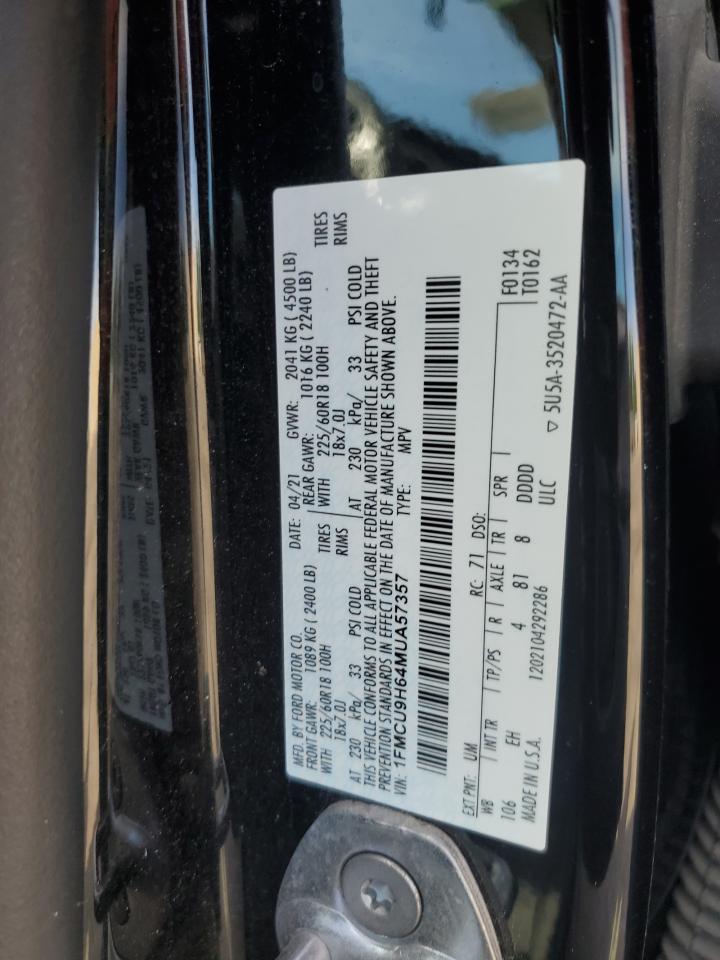 MFD. BY FORD MOTOR CO.
DATE: 04/21 GVWR: 2041 KG ( 4500 LB)
FRONT GAWR: 1089 KG ( 2400 LB) REAR GAWR: 1016 KG ( 2240 LB)
WITH 225/60R18 100H TIRES WITH 225/60R18 100H TIRES
18x7.0J RIMS 18x7.0J RIMS
AT 230 kPa/ 33 PSI COLD AT 230 kPa/ 33 PSI COLD
THIS VEHICLE CONFORMS TO ALL APPLICABLE FEDERAL MOTOR VEHICLE SAFETY AND THEFT
PREVENTION STANDARDS IN EFFECT ON THE DATE OF MANUFACTURE SHOWN ABOVE.
VIN: 1FMCU9H64MUA57357 TYPE: MPV
EXT PNT: UM RC: 71 DSO: F0134
WB INT TR TP/PS R AXLE TR SPR T0162
106 EH 4 81 8 DDDD
MADE IN U.S.A. 1202104292286 ULC
▽ 5U5A-3520472-AA